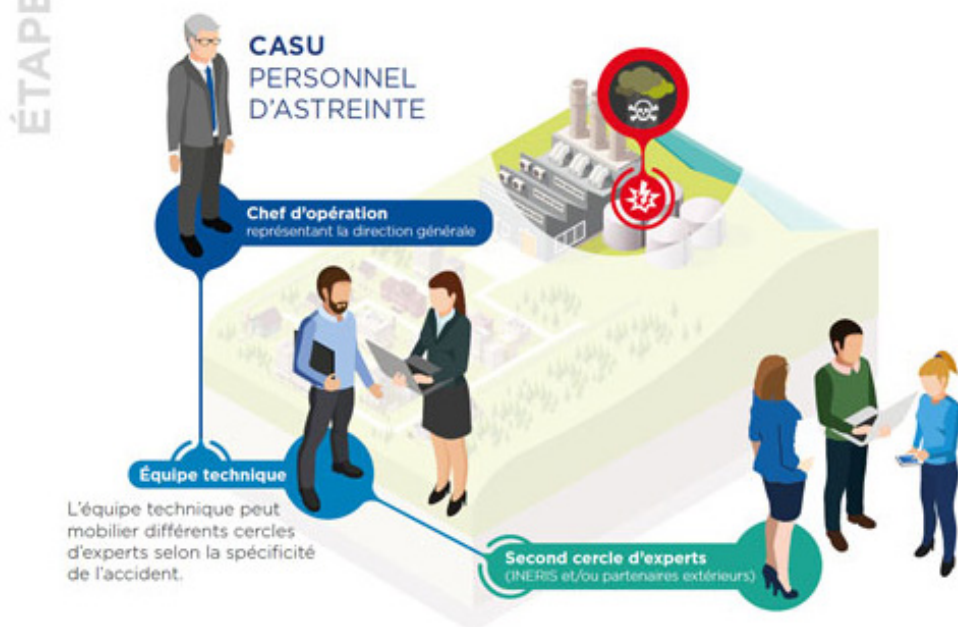 ÉTAPE
CASU
PERSONNEL
D'ASTREINTE
Chef d'opération
représentant la direction générale
Équipe technique
L'équipe technique peut
mobilier différents cercles
d'experts selon la spécificité
de l'accident.
Second cercle d'experts
(INERIS et/ou partenaires extérieurs)